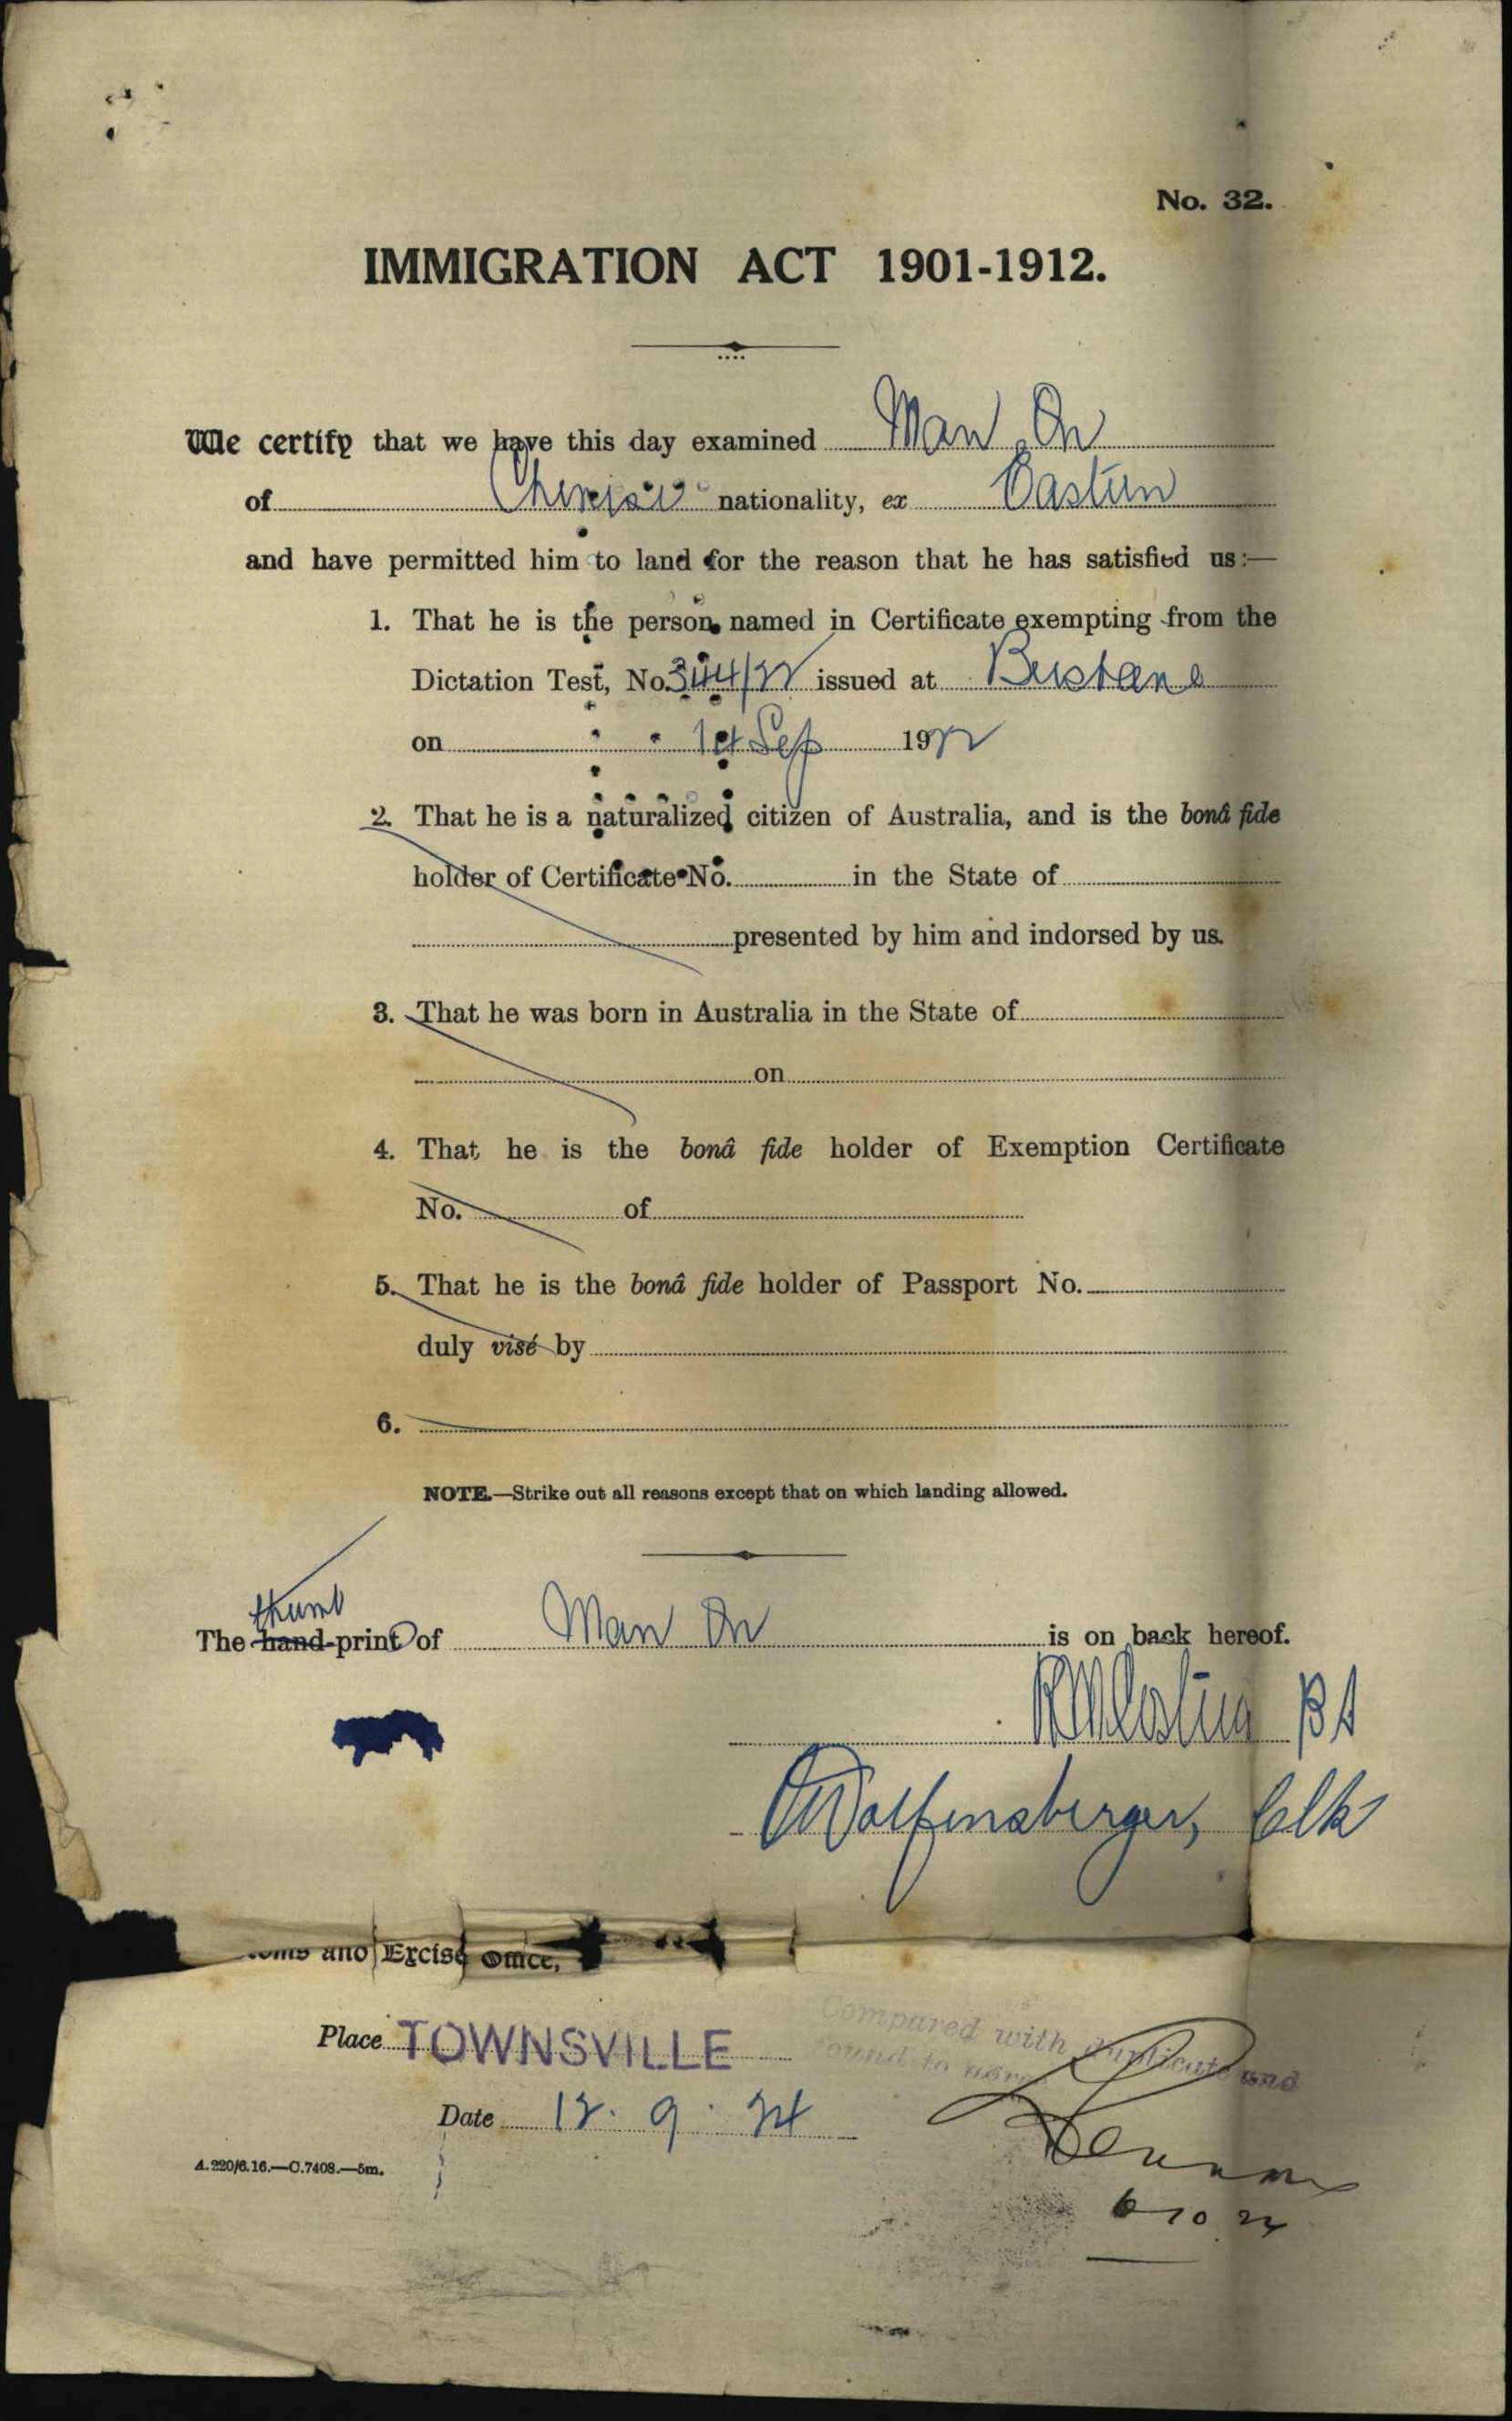 No. 32.
IMMIGRATION ACT 1901-1912.
We certify that we have this day examined Man On
of Chinese nationality, ex Eastern
and have permitted him to land for the reason that he has satisfied us:—
1. That he is the person named in Certificate exempting from the
Dictation Test, No. 344/22 issued at Brisbane
on 1st Sep 1922
2. That he is a naturalized citizen of Australia, and is the bonâ fide
holder of Certificate No. in the State of
presented by him and indorsed by us.
3. That he was born in Australia in the State of
on
4. That he is the bonâ fide holder of Exemption Certificate
No. of
5. That he is the bonâ fide holder of Passport No.
duly visé by
6.
NOTE.—Strike out all reasons except that on which landing allowed.
thumb
The hand-print of Man On is on back hereof.
Wolfensberger, Clk
and Excise Office,
Place TOWNSVILLE
Compared with duplicate and
found to agree
Date 12.9.24
A.220/6.16.—C.7408.—5m.
6 10 24